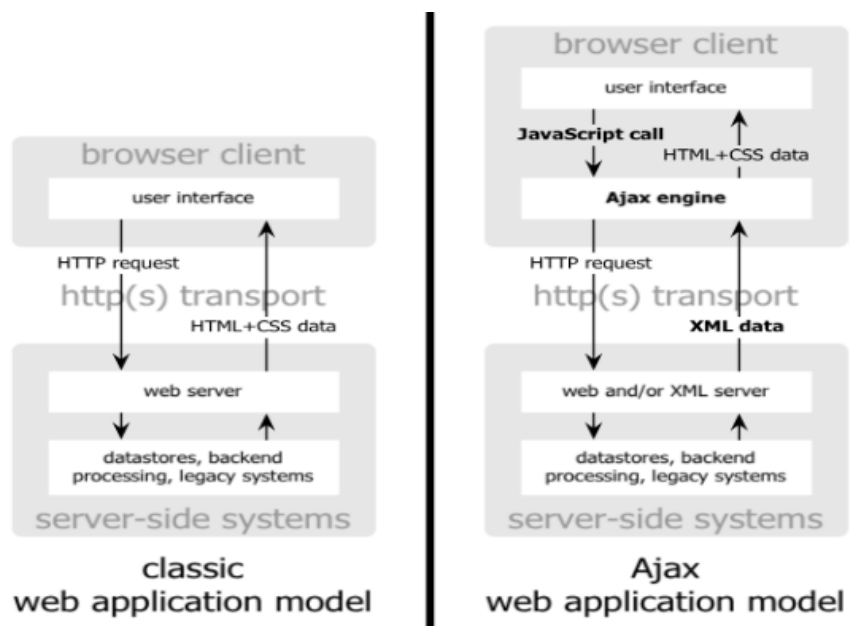 browser client
user interface
HTTP request
http(s) transport
HTML+CSS data
web server
datastores, backend
processing, legacy systems
server-side systems
classic
web application model
browser client
user interface
JavaScript call
HTML+CSS data
Ajax engine
HTTP request
http(s) transport
XML data
web and/or XML server
datastores, backend
processing, legacy systems
server-side systems
Ajax
web application model